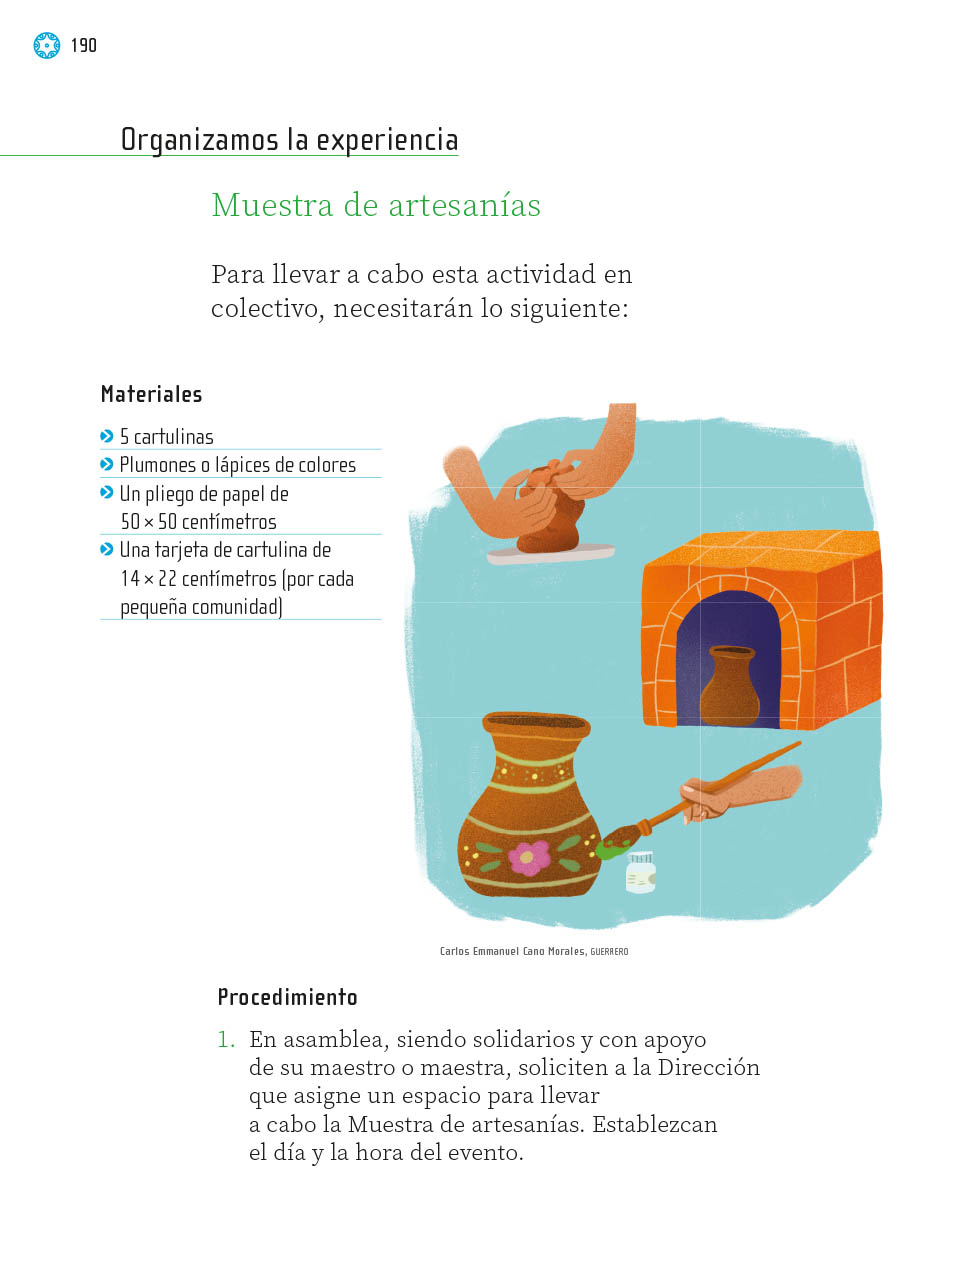 190
Organizamos la experiencia
Muestra de artesanías
Para llevar a cabo esta actividad en
colectivo, necesitarán lo siguiente:
Materiales
5 cartulinas
Plumones o lápices de colores
Un pliego de papel de
50 × 50 centímetros
Una tarjeta de cartulina de
14 × 22 centímetros (por cada
pequeña comunidad)
Carlos Emmanuel Cano Morales, GUERRERO
Procedimiento
1. En asamblea, siendo solidarios y con apoyo
de su maestro o maestra, soliciten a la Dirección
que asigne un espacio para llevar
a cabo la Muestra de artesanías. Establezcan
el día y la hora del evento.